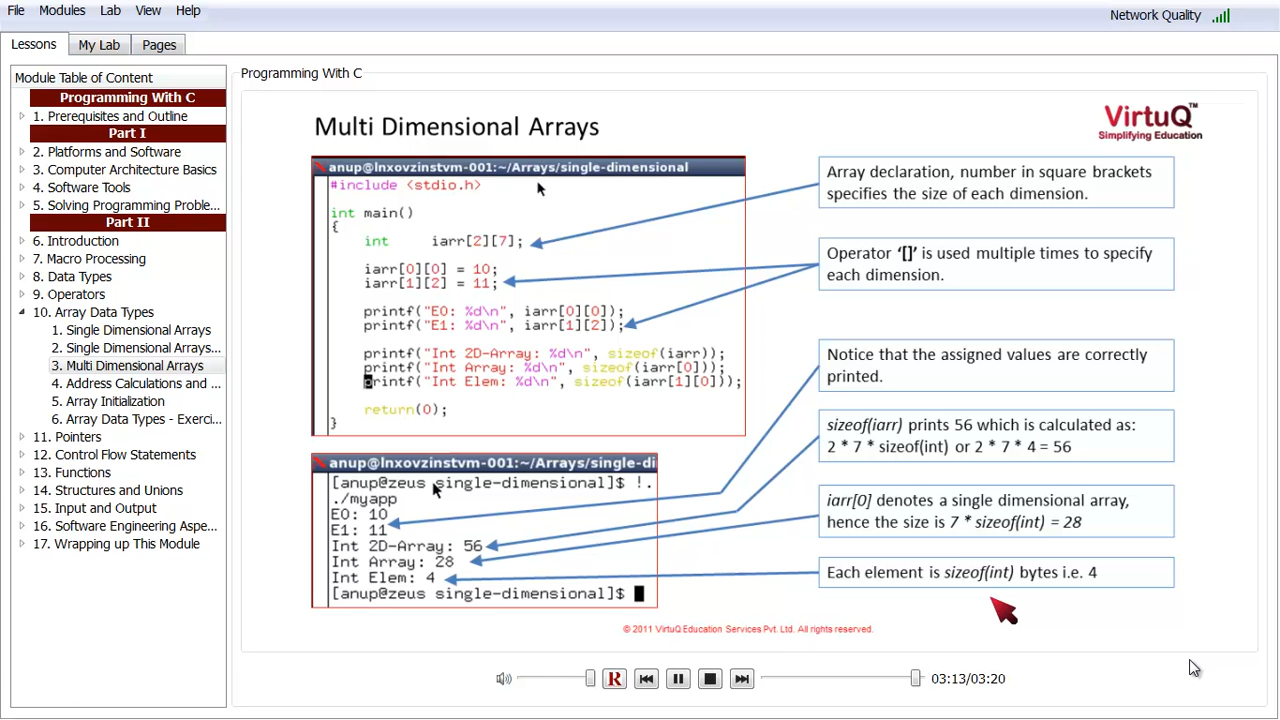 File Modules Lab View Help
Network Quality
Lessons My Lab Pages
Module Table of Content
Programming With C
1. Prerequisites and Outline
Part I
2. Platforms and Software
3. Computer Architecture Basics
4. Software Tools
5. Solving Programming Proble...
Part II
6. Introduction
7. Macro Processing
8. Data Types
9. Operators
10. Array Data Types
1. Single Dimensional Arrays
2. Single Dimensional Arrays...
3. Multi Dimensional Arrays
4. Address Calculations and ...
5. Array Initialization
6. Array Data Types - Exerci...
11. Pointers
12. Control Flow Statements
13. Functions
14. Structures and Unions
15. Input and Output
16. Software Engineering Aspe...
17. Wrapping up This Module
Programming With C
Multi Dimensional Arrays
VirtuQ™
Simplifying Education
anup@lnxovzinstvm-001:~/Arrays/single-dimensional
#include <stdio.h>
int main()
{
int iarr[2][7];
iarr[0][0] = 10;
iarr[1][2] = 11;
printf("E0: %d\n", iarr[0][0]);
printf("E1: %d\n", iarr[1][2]);
printf("Int 2D-Array: %d\n", sizeof(iarr));
printf("Int Array: %d\n", sizeof(iarr[0]));
printf("Int Elem: %d\n", sizeof(iarr[1][0]));
return(0);
}
anup@lnxovzinstvm-001:~/Arrays/single-di
[anup@zeus single-dimensional]$ !.
./myapp
E0: 10
E1: 11
Int 2D-Array: 56
Int Array: 28
Int Elem: 4
[anup@zeus single-dimensional]$
Array declaration, number in square brackets
specifies the size of each dimension.
Operator ‘[]’ is used multiple times to specify
each dimension.
Notice that the assigned values are correctly
printed.
sizeof(iarr) prints 56 which is calculated as:
2 * 7 * sizeof(int) or 2 * 7 * 4 = 56
iarr[0] denotes a single dimensional array,
hence the size is 7 * sizeof(int) = 28
Each element is sizeof(int) bytes i.e. 4
© 2011 VirtuQ Education Services Pvt. Ltd. All rights reserved.
R
03:13/03:20